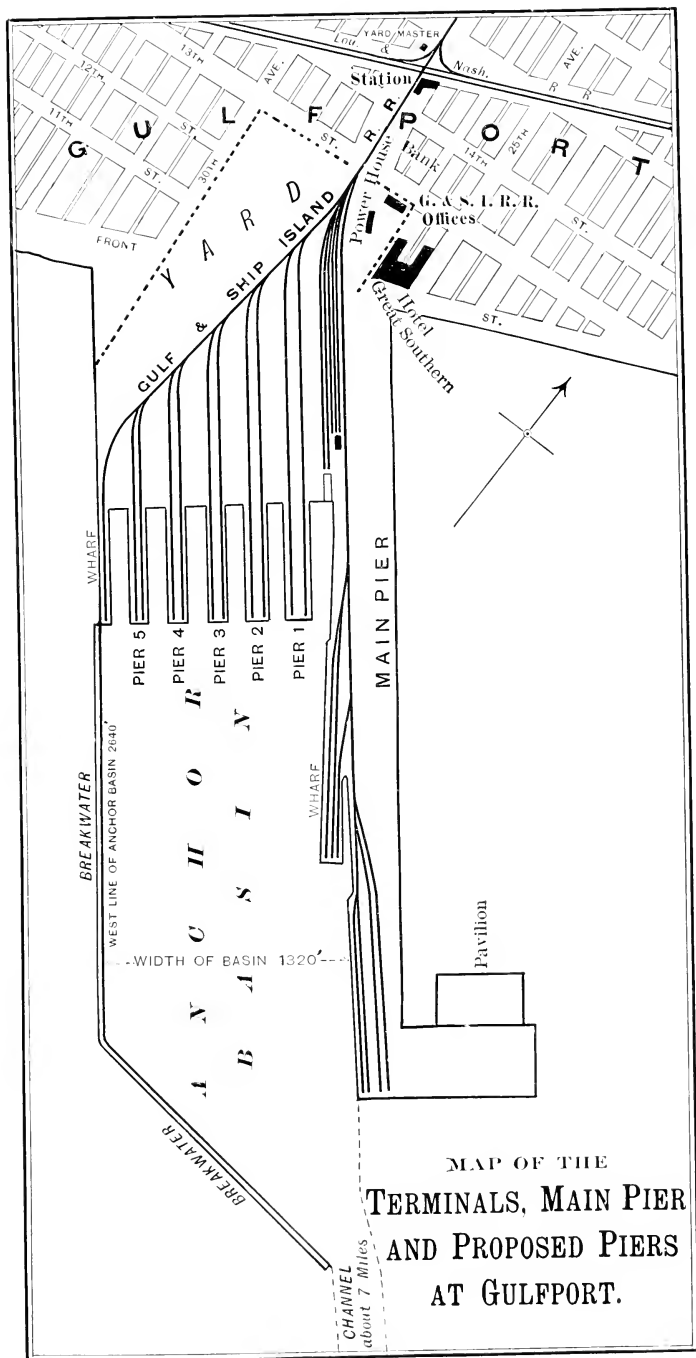 YARD MASTER
Lou. & Nash. R R
13TH ST.
12TH ST.
11TH ST.
AVE.
AVE.
Station
GULFPORT
R R
14TH ST.
25TH
30TH
Bank
Power House
G. & S. I. R. R.
Offices
YARD
FRONT ST.
GULF & SHIP ISLAND
Hotel
Great Southern
WHARF
MAIN PIER
PIER 5
PIER 4
PIER 3
PIER 2
PIER 1
BREAKWATER
WEST LINE OF ANCHOR BASIN 2640'
ANCHOR
BASIN
WHARF
WIDTH OF BASIN 1320'
Pavilion
BREAKWATER
CHANNEL
about 7 Miles
MAP OF THE
TERMINALS, MAIN PIER
AND PROPOSED PIERS
AT GULFPORT.